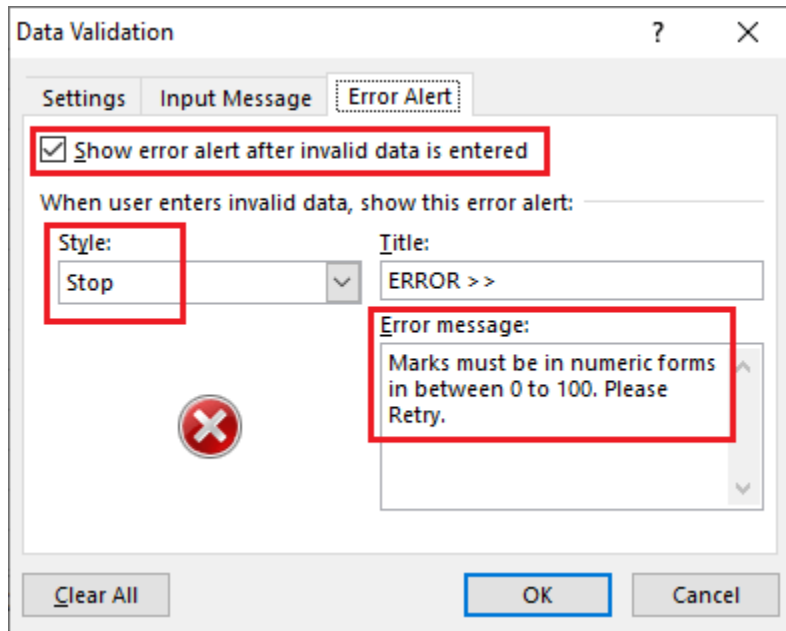 Data Validation ?
Settings Input Message Error Alert
Show error alert after invalid data is entered
When user enters invalid data, show this error alert:
Style: Title:
Stop ERROR >>
Error message:
Marks must be in numeric forms
in between 0 to 100. Please
Retry.
Clear All OK Cancel